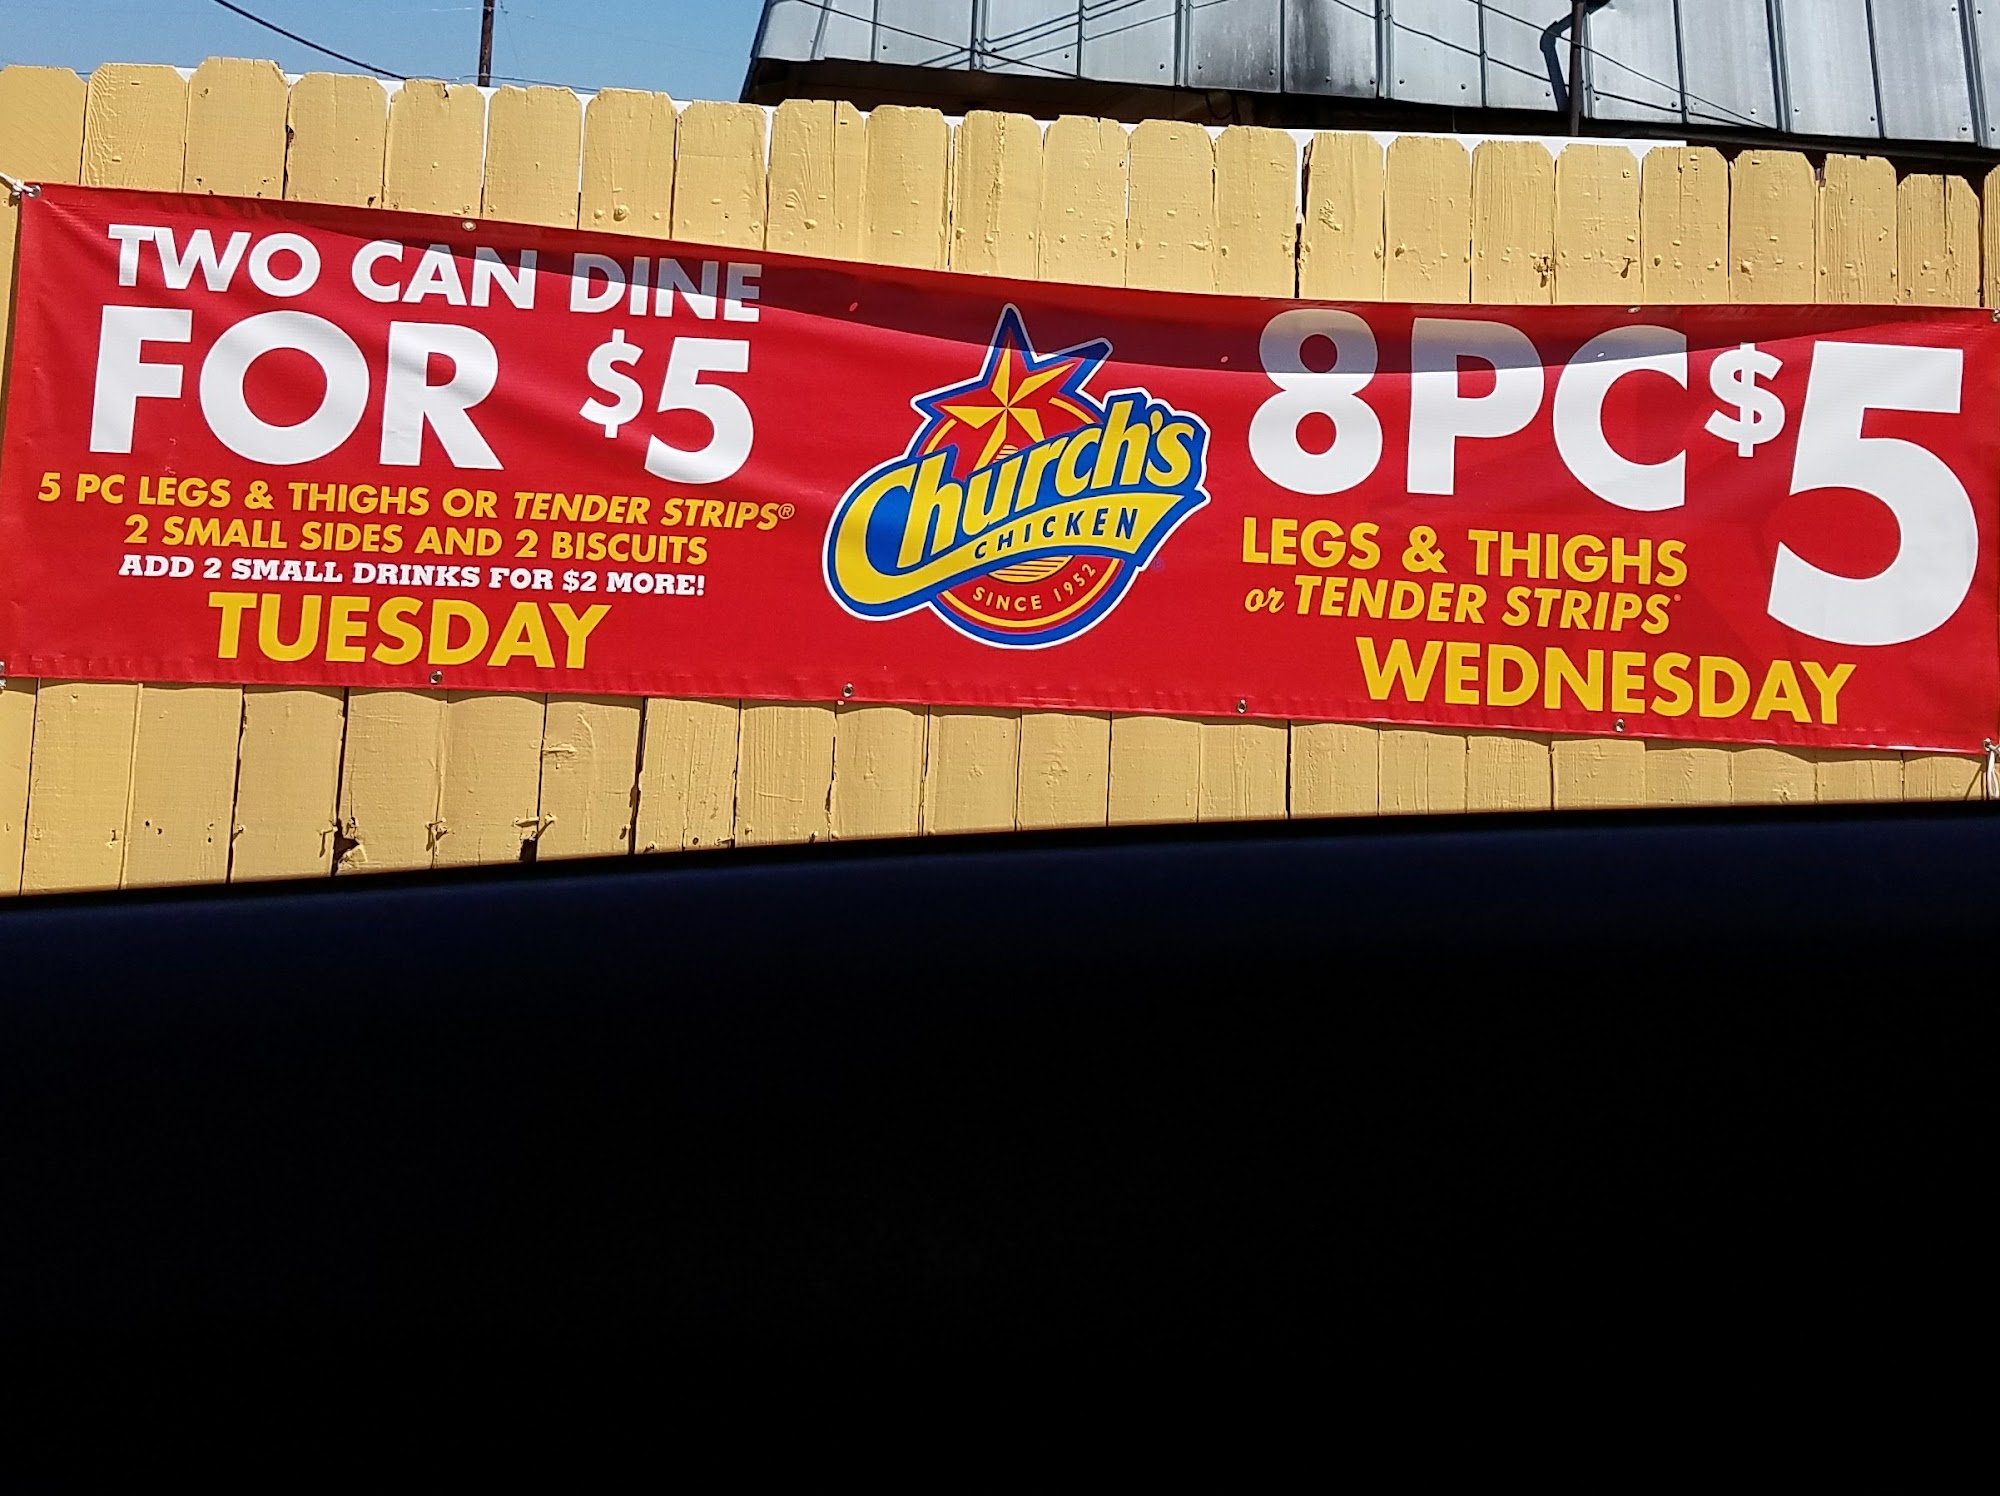 TWO CAN DINE
FOR $5
5 PC LEGS & THIGHS OR TENDER STRIPS®
2 SMALL SIDES AND 2 BISCUITS
ADD 2 SMALL DRINKS FOR $2 MORE!
TUESDAY
Church's
CHICKEN
SINCE 1952
8PC $5
LEGS & THIGHS
or TENDER STRIPS
WEDNESDAY